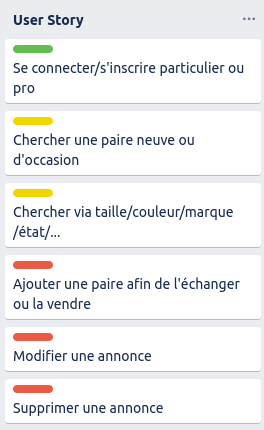 User Story
Se connecter/s'inscrire particulier ou
pro
Chercher une paire neuve ou
d'occasion
Chercher via taille/couleur/marque
/état/...
Ajouter une paire afin de l'échanger
ou la vendre
Modifier une annonce
Supprimer une annonce